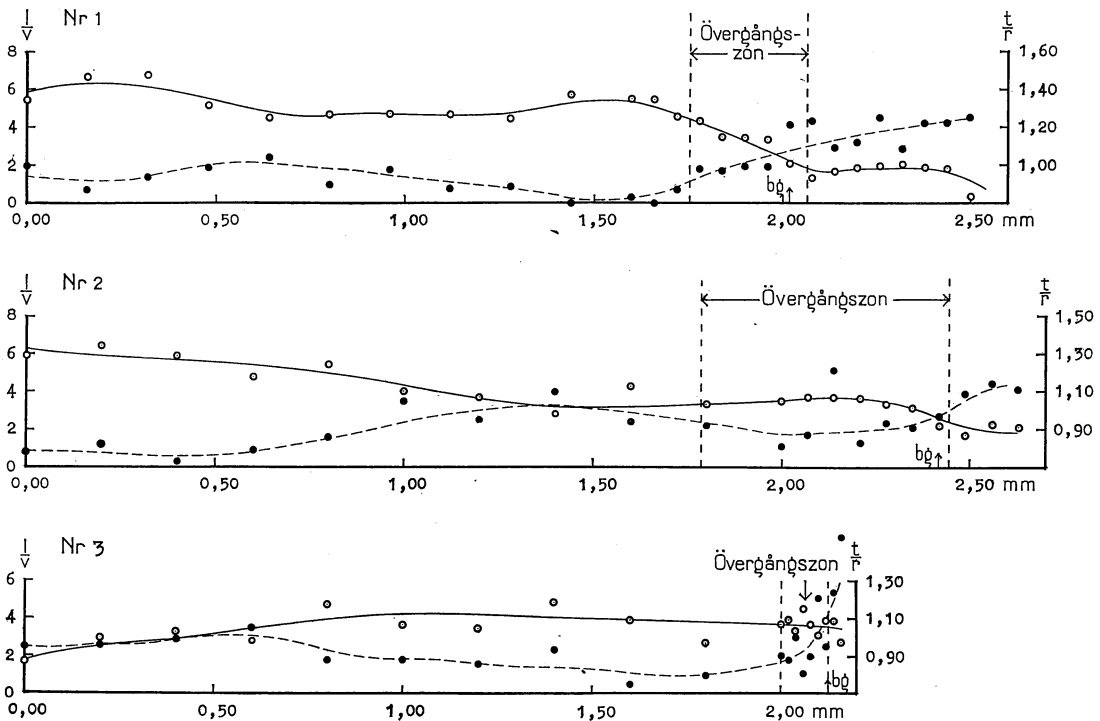 l/v Nr 1 t/r
Övergångs-
zon
8 1,60
6 1,40
4 1,20
2 1,00
bg
0
0,00 0,50 1,00 1,50 2,00 2,50 mm
l/v Nr 2 t/r
Övergångszon
8 1,50
6 1,30
4 1,10
2 0,90
bg
0
0,00 0,50 1,00 1,50 2,00 2,50 mm
l/v Nr 3 t/r
Övergångszon
6 1,30
4 1,10
2 0,90
bg
0
0,00 0,50 1,00 1,50 2,00 mm